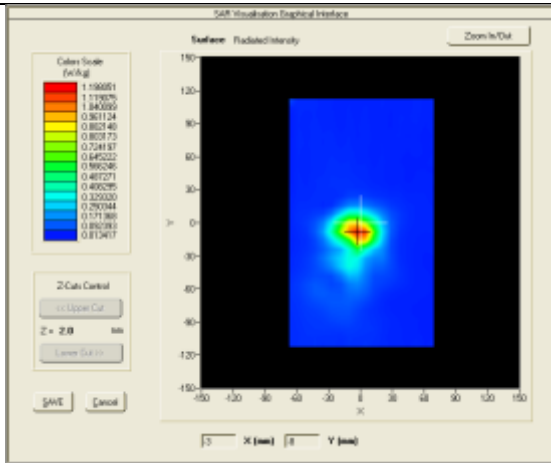 SAR Visualisation Graphical Interface
Surface Radiated Intensity
Zoom In/Out
Colors Scale
(W/kg)
1.198851
1.119875
1.040899
0.961124
0.882148
0.803173
0.724197
0.645222
0.566246
0.487271
0.408295
0.329320
0.250344
0.171368
0.092393
0.013417
150
120
90
60
30
0
-30
-60
-90
-120
-150
Y
-150 -120 -90 -60 -30 0 30 60 90 120 150
X
Z-Cuts Control
<< Upper Cut
Z = 2.0 mm
Lower Cut >>
SAVE Cancel
-3 X (mm) -8 Y (mm)